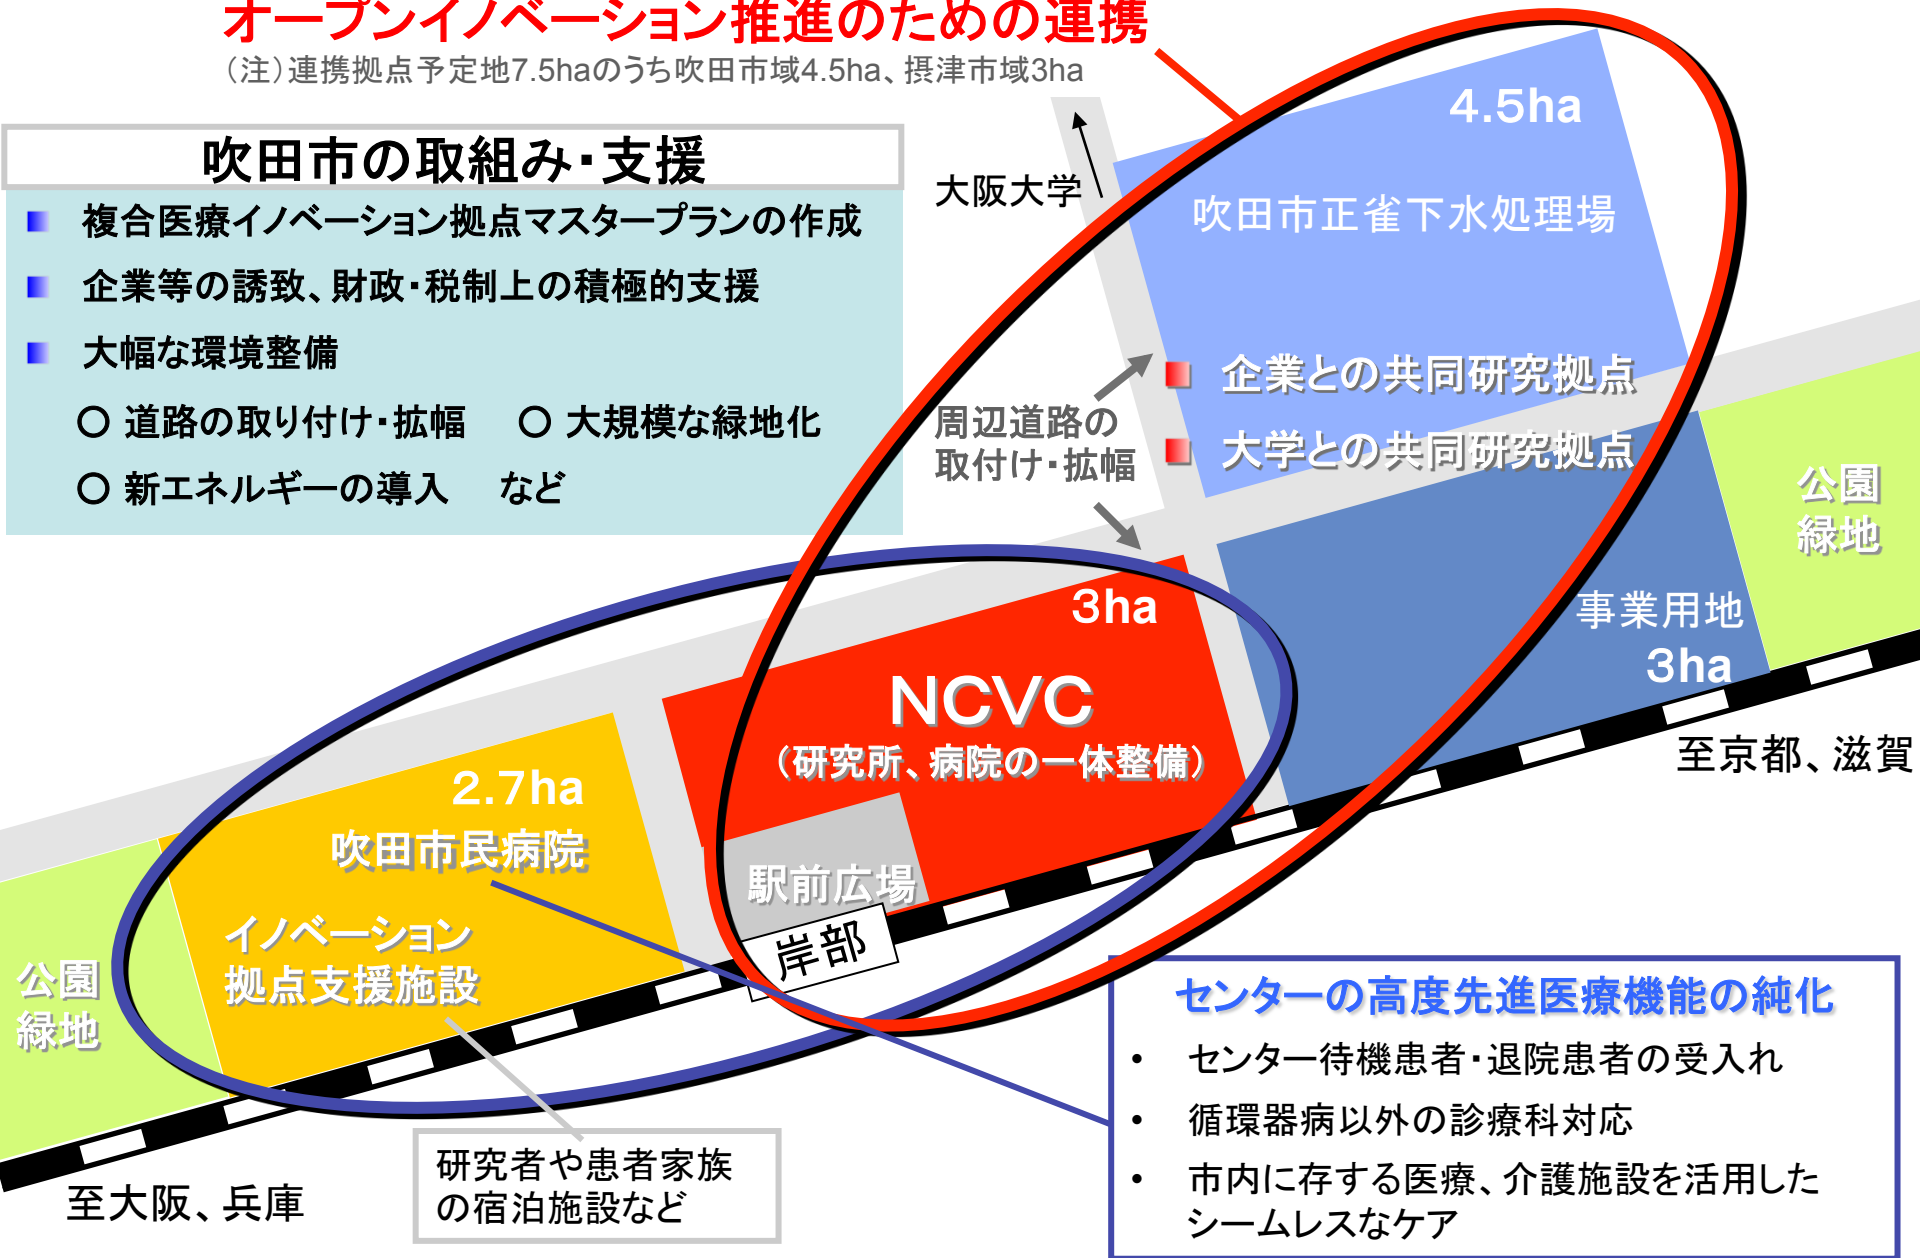 オープンイノベーション推進のための連携
（注）連携拠点予定地7.5haのうち吹田市域4.5ha、摂津市域3ha
吹田市の取組み・支援
複合医療イノベーション拠点マスタープランの作成
企業等の誘致、財政・税制上の積極的支援
大幅な環境整備
○ 道路の取り付け・拡幅　○ 大規模な緑地化
○ 新エネルギーの導入　など
大阪大学
4.5ha
吹田市正雀下水処理場
企業との共同研究拠点
大学との共同研究拠点
周辺道路の
取付け・拡幅
公園
緑地
事業用地
3ha
至京都、滋賀
3ha
NCVC
（研究所、病院の一体整備）
駅前広場
岸部
2.7ha
吹田市民病院
イノベーション
拠点支援施設
公園
緑地
至大阪、兵庫
研究者や患者家族
の宿泊施設など
センターの高度先進医療機能の純化
• センター待機患者・退院患者の受入れ
• 循環器病以外の診療科対応
• 市内に存する医療、介護施設を活用した
シームレスなケア